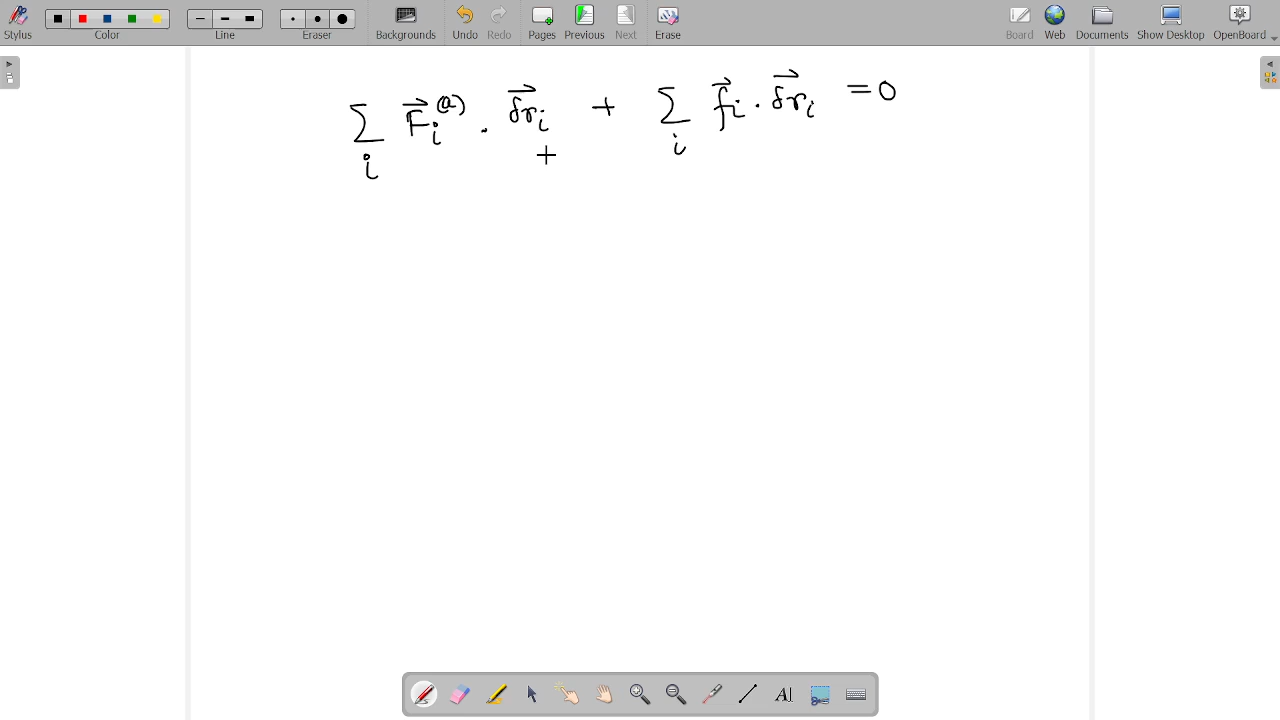 Stylus Color Line Eraser Backgrounds Undo Redo Pages Previous Next Erase Board Web Documents Show Desktop OpenBoard
∑ᵢ F⃗ᵢ⁽ᵃ⁾ · δr⃗ᵢ + ∑ᵢ f⃗ᵢ · δr⃗ᵢ = 0